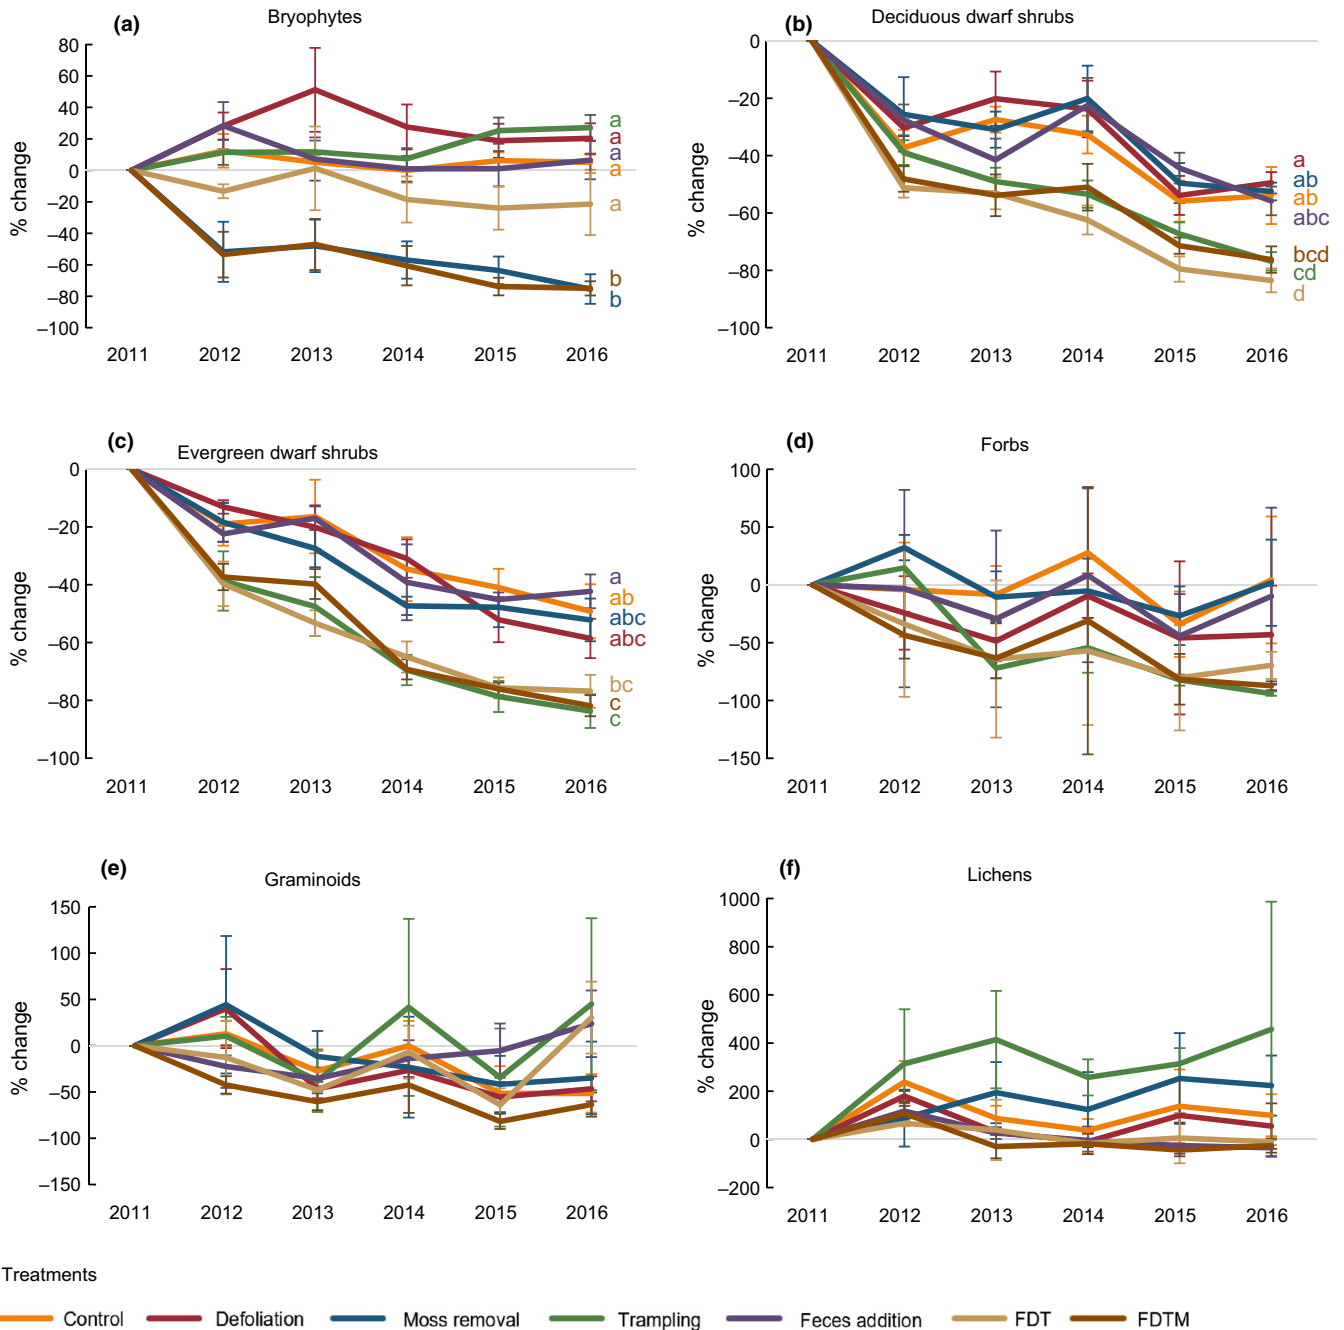 (a) Bryophytes
80
60
40
20
0
–20
–40
–60
–80
–100
% change
a
a
a
a
a
b
b
2011 2012 2013 2014 2015 2016
(b) Deciduous dwarf shrubs
0
–20
–40
–60
–80
–100
% change
a
ab
ab
abc
bcd
cd
d
2011 2012 2013 2014 2015 2016
(c) Evergreen dwarf shrubs
0
–20
–40
–60
–80
–100
% change
a
ab
abc
abc
bc
c
c
2011 2012 2013 2014 2015 2016
(d) Forbs
100
50
0
–50
–100
–150
% change
2011 2012 2013 2014 2015 2016
(e) Graminoids
150
100
50
0
–50
–100
–150
% change
2011 2012 2013 2014 2015 2016
(f) Lichens
1000
800
600
400
200
0
–200
% change
2011 2012 2013 2014 2015 2016
Treatments
Control Defoliation Moss removal Trampling Feces addition FDT FDTM